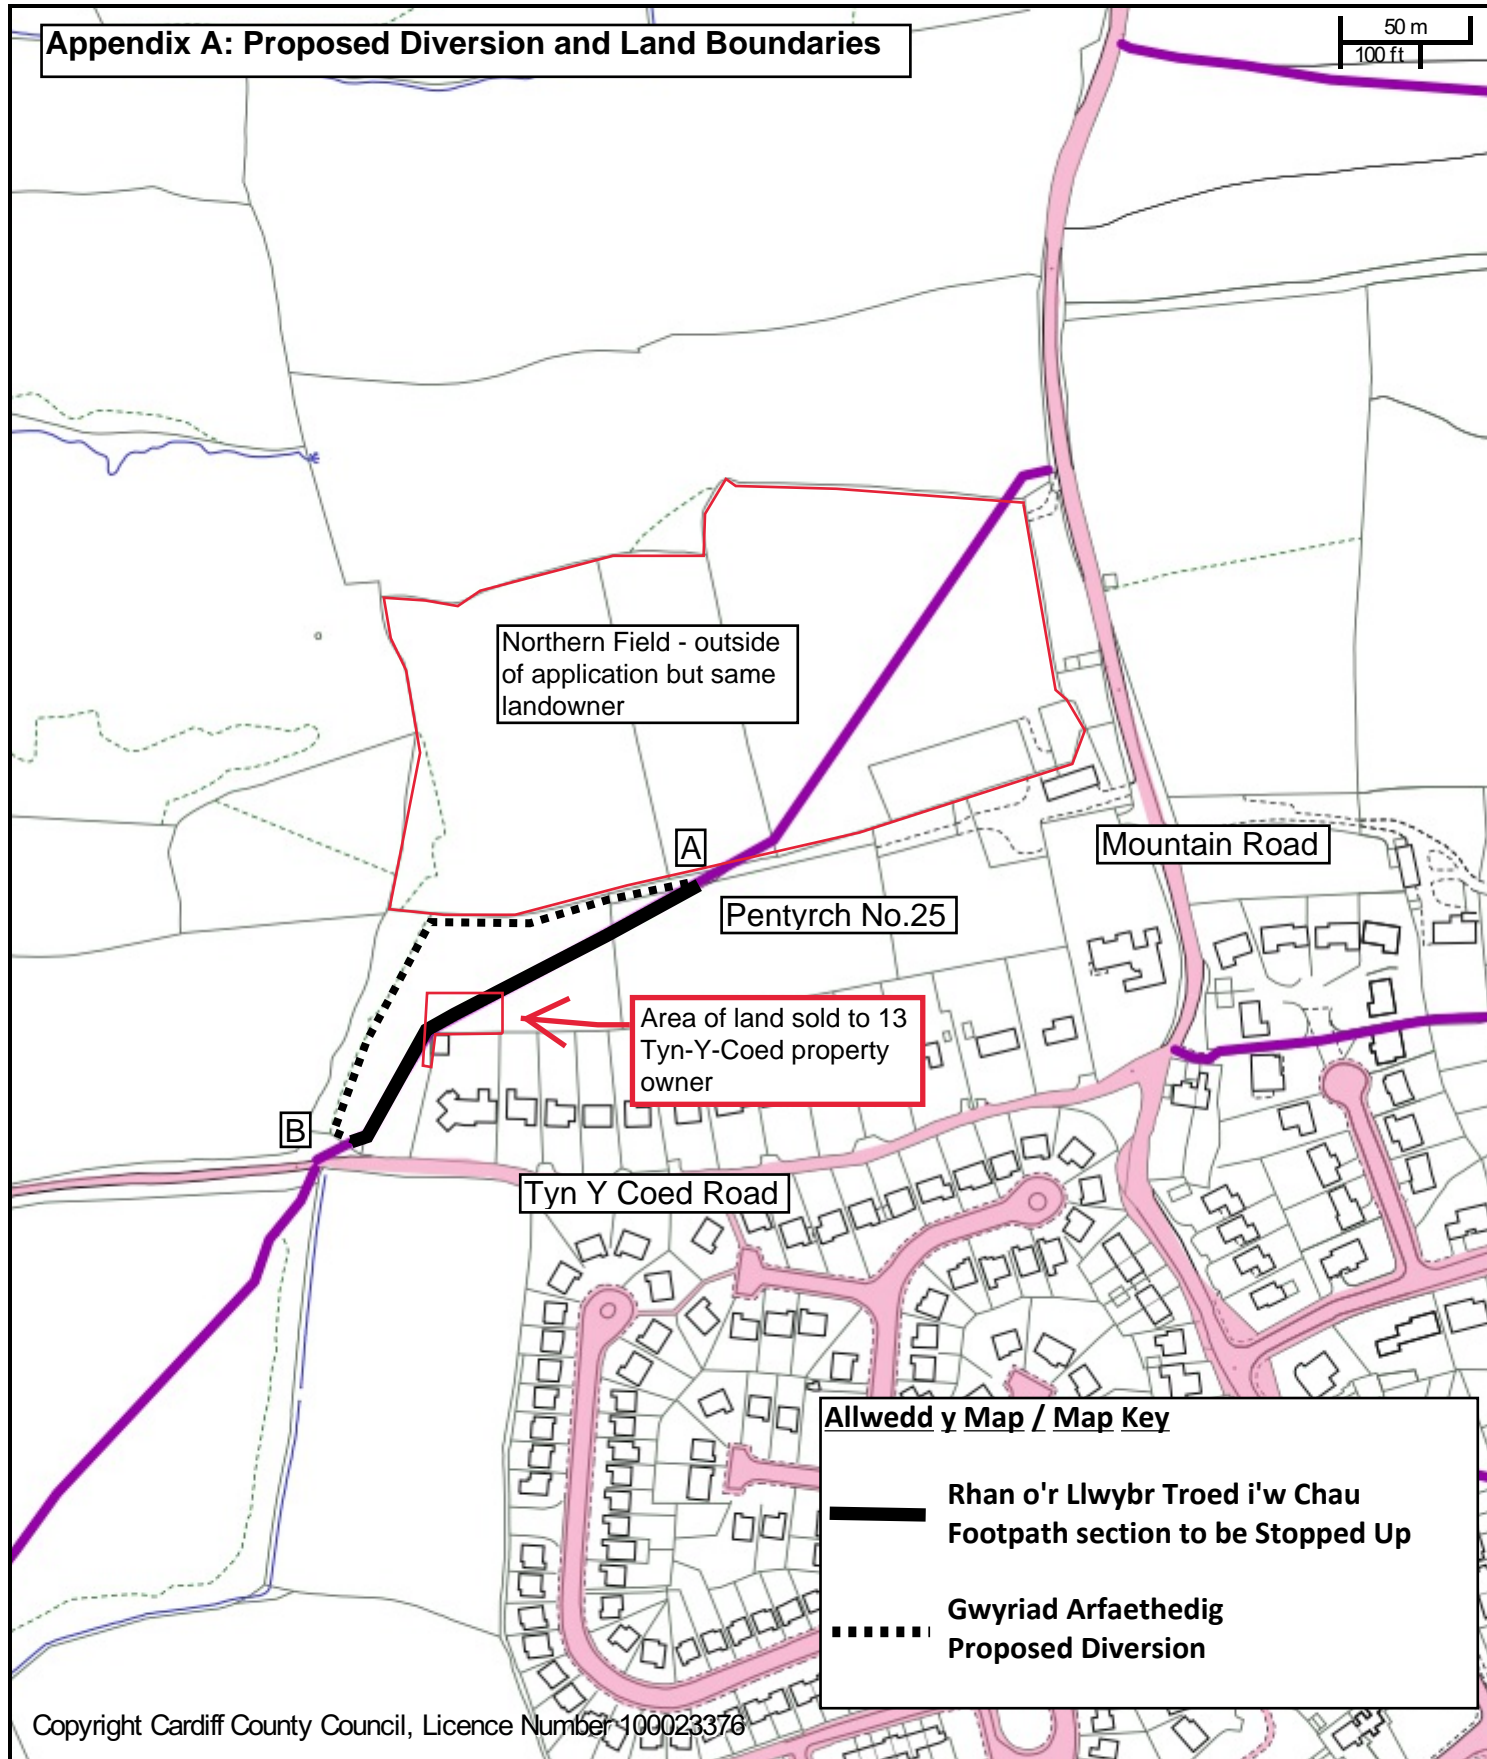 Appendix A: Proposed Diversion and Land Boundaries
50 m
100 ft
Northern Field - outside
of application but same
landowner
A
Mountain Road
Pentyrch No.25
Area of land sold to 13
Tyn-Y-Coed property
owner
B
Tyn Y Coed Road
Allwedd y Map / Map Key
Rhan o'r Llwybr Troed i'w Chau
Footpath section to be Stopped Up
Gwyriad Arfaethedig
Proposed Diversion
Copyright Cardiff County Council, Licence Number 100023376